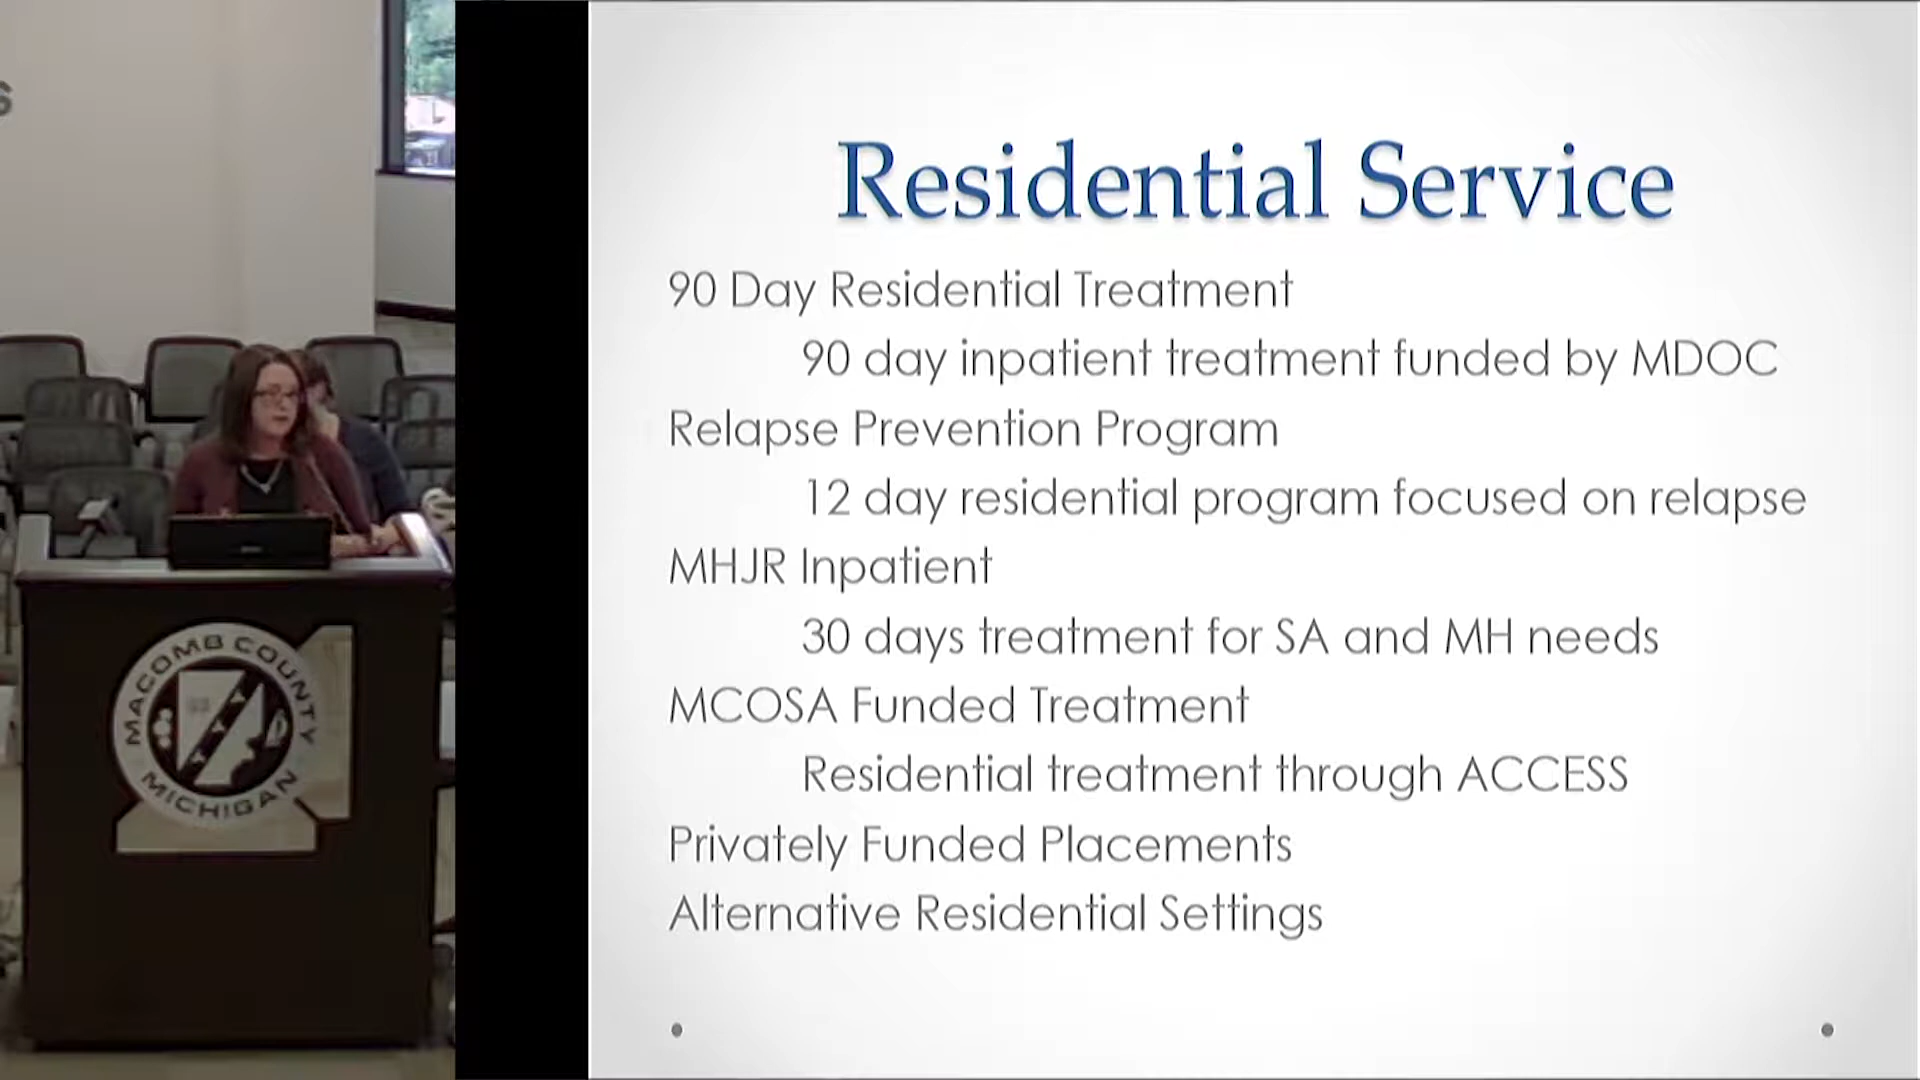 S
MACOMB COUNTY
MICHIGAN
Residential Service
90 Day Residential Treatment
90 day inpatient treatment funded by MDOC
Relapse Prevention Program
12 day residential program focused on relapse
MHJR Inpatient
30 days treatment for SA and MH needs
MCOSA Funded Treatment
Residential treatment through ACCESS
Privately Funded Placements
Alternative Residential Settings